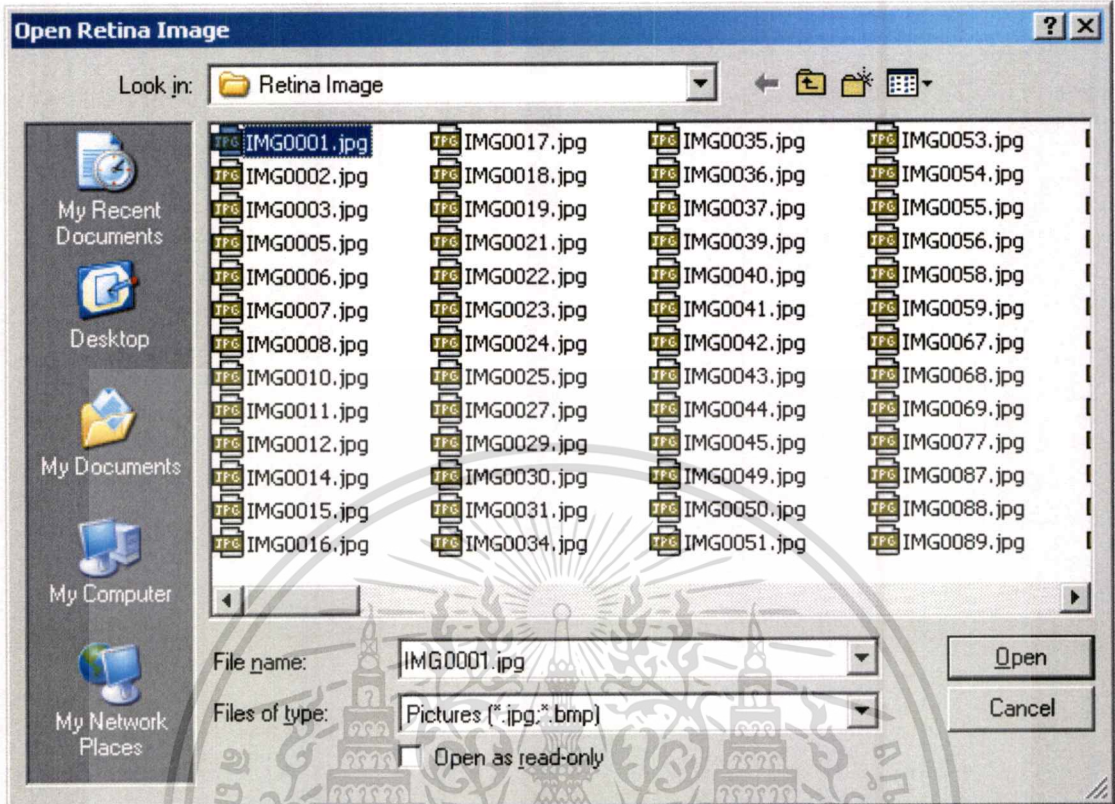 Open Retina Image
Look in: Retina Image
My Recent Documents
Desktop
My Documents
My Computer
My Network Places
IMG0001.jpg
IMG0002.jpg
IMG0003.jpg
IMG0005.jpg
IMG0006.jpg
IMG0007.jpg
IMG0008.jpg
IMG0010.jpg
IMG0011.jpg
IMG0012.jpg
IMG0014.jpg
IMG0015.jpg
IMG0016.jpg
IMG0017.jpg
IMG0018.jpg
IMG0019.jpg
IMG0021.jpg
IMG0022.jpg
IMG0023.jpg
IMG0024.jpg
IMG0025.jpg
IMG0027.jpg
IMG0029.jpg
IMG0030.jpg
IMG0031.jpg
IMG0034.jpg
IMG0035.jpg
IMG0036.jpg
IMG0037.jpg
IMG0039.jpg
IMG0040.jpg
IMG0041.jpg
IMG0042.jpg
IMG0043.jpg
IMG0044.jpg
IMG0045.jpg
IMG0049.jpg
IMG0050.jpg
IMG0051.jpg
IMG0053.jpg
IMG0054.jpg
IMG0055.jpg
IMG0056.jpg
IMG0058.jpg
IMG0059.jpg
IMG0067.jpg
IMG0068.jpg
IMG0069.jpg
IMG0077.jpg
IMG0087.jpg
IMG0088.jpg
IMG0089.jpg
File name: IMG0001.jpg Open
Files of type: Pictures (*.jpg;*.bmp) Cancel
Open as read-only